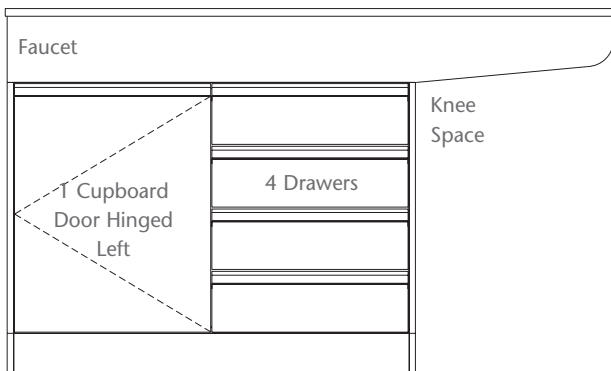 Faucet
Knee
Space
1 Cupboard
Door Hinged
Left
4 Drawers